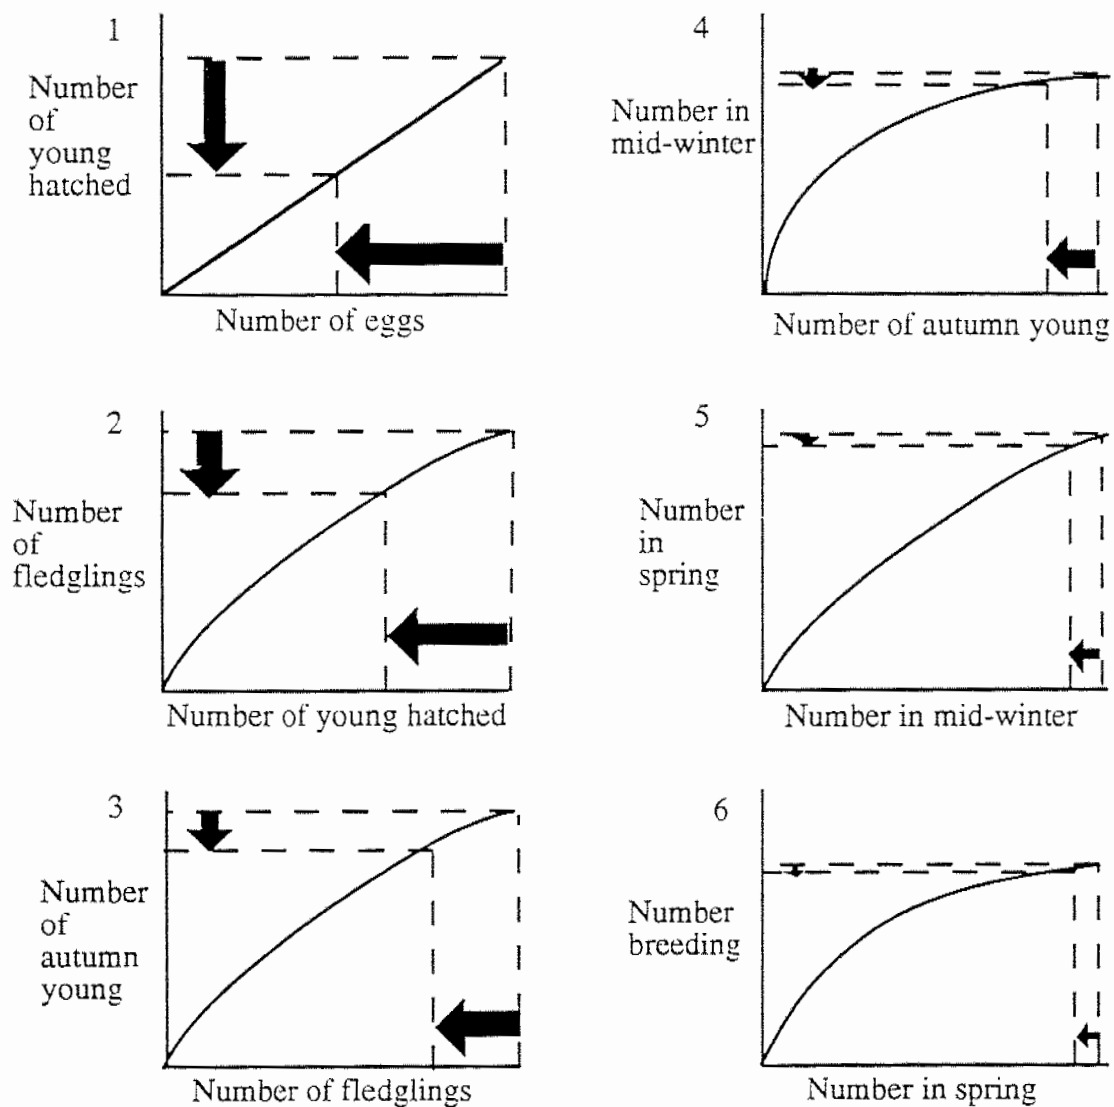 1
Number
of
young
hatched
Number of eggs
2
Number
of
fledglings
Number of young hatched
3
Number
of
autumn
young
Number of fledglings
4
Number in
mid-winter
Number of autumn young
5
Number
in
spring
Number in mid-winter
6
Number
breeding
Number in spring